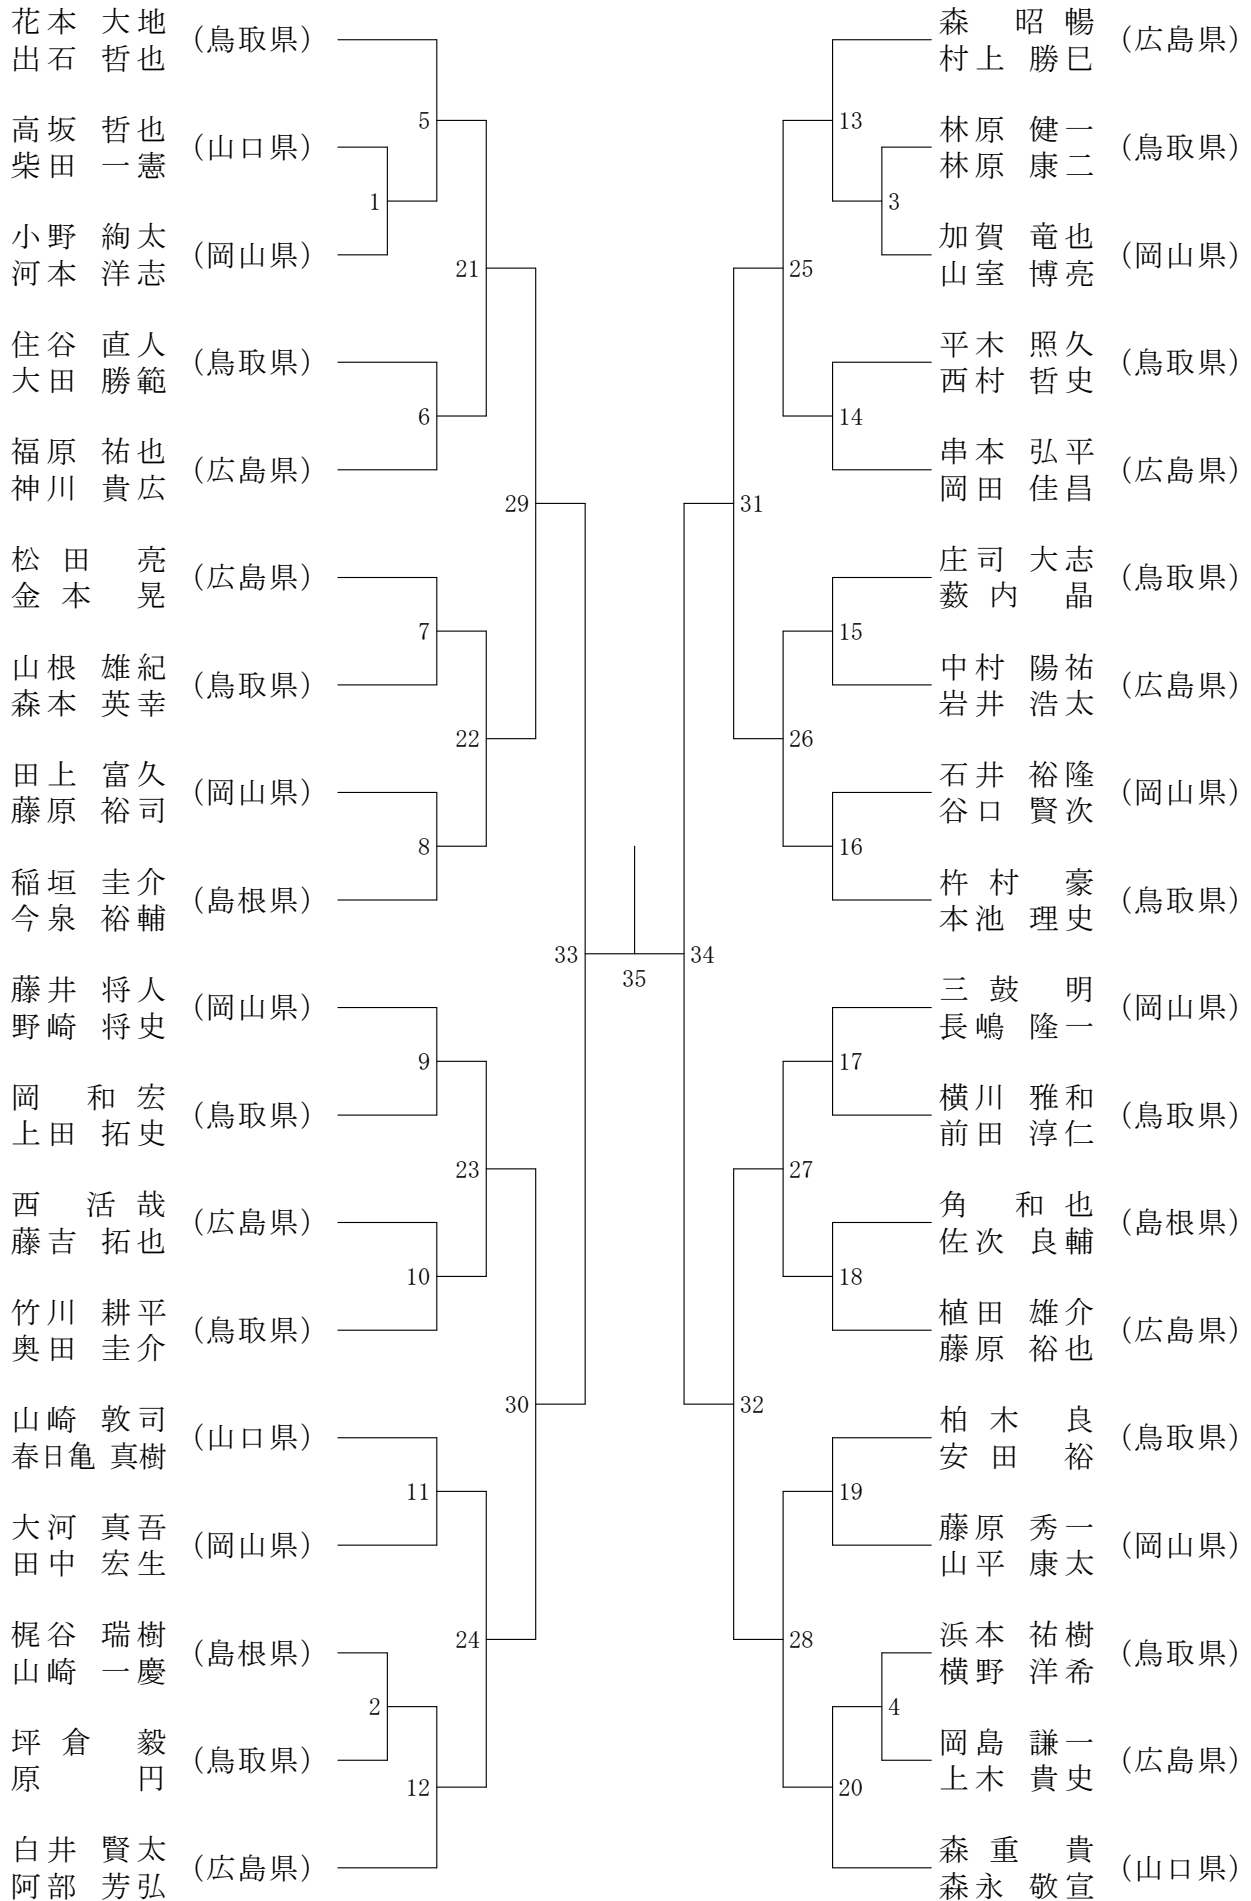 花本 大地
出石 哲也
(鳥取県)
高坂 哲也
柴田 一憲
(山口県)
小野 絢太
河本 洋志
(岡山県)
住谷 直人
大田 勝範
(鳥取県)
福原 祐也
神川 貴広
(広島県)
松田 亮
金本 晃
(広島県)
山根 雄紀
森本 英幸
(鳥取県)
田上 富久
藤原 裕司
(岡山県)
稲垣 圭介
今泉 裕輔
(島根県)
藤井 将人
野崎 将史
(岡山県)
岡 和宏
上田 拓史
(鳥取県)
西 活哉
藤吉 拓也
(広島県)
竹川 耕平
奥田 圭介
(鳥取県)
山崎 敦司
春日亀 真樹
(山口県)
大河 真吾
田中 宏生
(岡山県)
梶谷 瑞樹
山崎 一慶
(島根県)
坪倉 毅
原 円
(鳥取県)
白井 賢太
阿部 芳弘
(広島県)
1
2
5
6
7
8
9
10
11
12
21
22
23
24
29
30
33
35
34
31
32
25
26
27
28
13
14
15
16
17
18
19
20
3
4
森 昭暢
村上 勝巳
(広島県)
林原 健一
林原 康二
(鳥取県)
加賀 竜也
山室 博亮
(岡山県)
平木 照久
西村 哲史
(鳥取県)
串本 弘平
岡田 佳昌
(広島県)
庄司 大志
薮内 晶
(鳥取県)
中村 陽祐
岩井 浩太
(広島県)
石井 裕隆
谷口 賢次
(岡山県)
杵村 豪
本池 理史
(鳥取県)
三鼓 明
長嶋 隆一
(岡山県)
横川 雅和
前田 淳仁
(鳥取県)
角 和也
佐次 良輔
(島根県)
植田 雄介
藤原 裕也
(広島県)
柏木 良
安田 裕
(鳥取県)
藤原 秀一
山平 康太
(岡山県)
浜本 祐樹
横野 洋希
(鳥取県)
岡島 謙一
上木 貴史
(広島県)
森重 貴
森永 敬宣
(山口県)